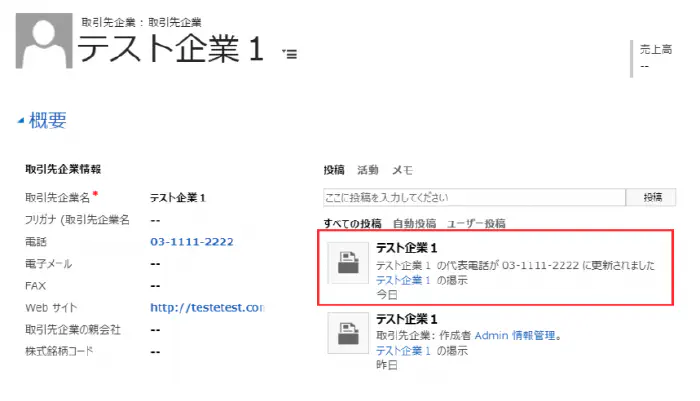 取引先企業 : 取引先企業
テスト企業 1
売上高
--
概要
取引先企業情報
取引先企業名 * テスト企業 1
フリガナ (取引先企業名 --
電話 03-1111-2222
電子メール --
FAX --
Web サイト http://testetest.con
取引先企業の親会社 --
株式銘柄コード --
投稿 活動 メモ
ここに投稿を入力してください 投稿
すべての投稿 自動投稿 ユーザー投稿
テスト企業 1
テスト企業 1 の代表電話が 03-1111-2222 に更新されました
テスト企業 1 の掲示
今日
テスト企業 1
取引先企業: 作成者 Admin 情報管理。
テスト企業 1 の掲示
昨日